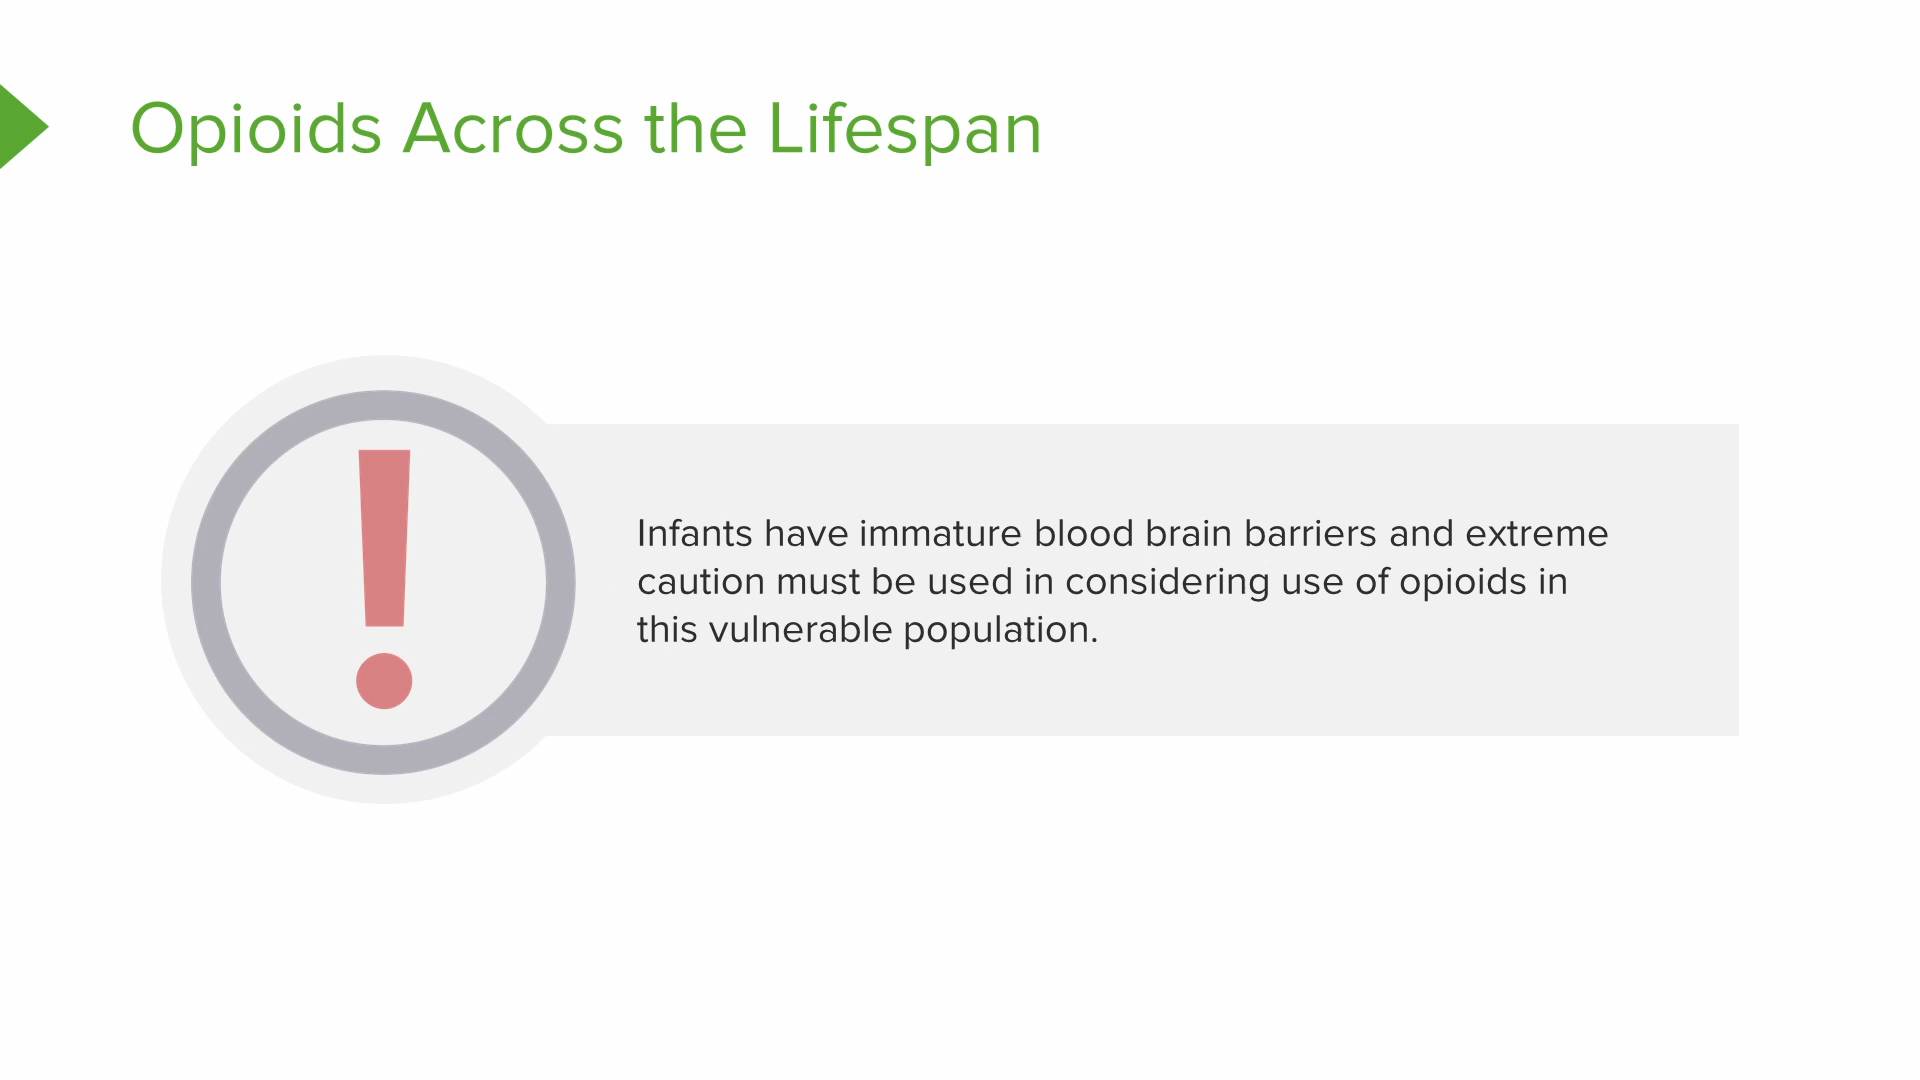 Opioids Across the Lifespan
Infants have immature blood brain barriers and extreme
caution must be used in considering use of opioids in
this vulnerable population.